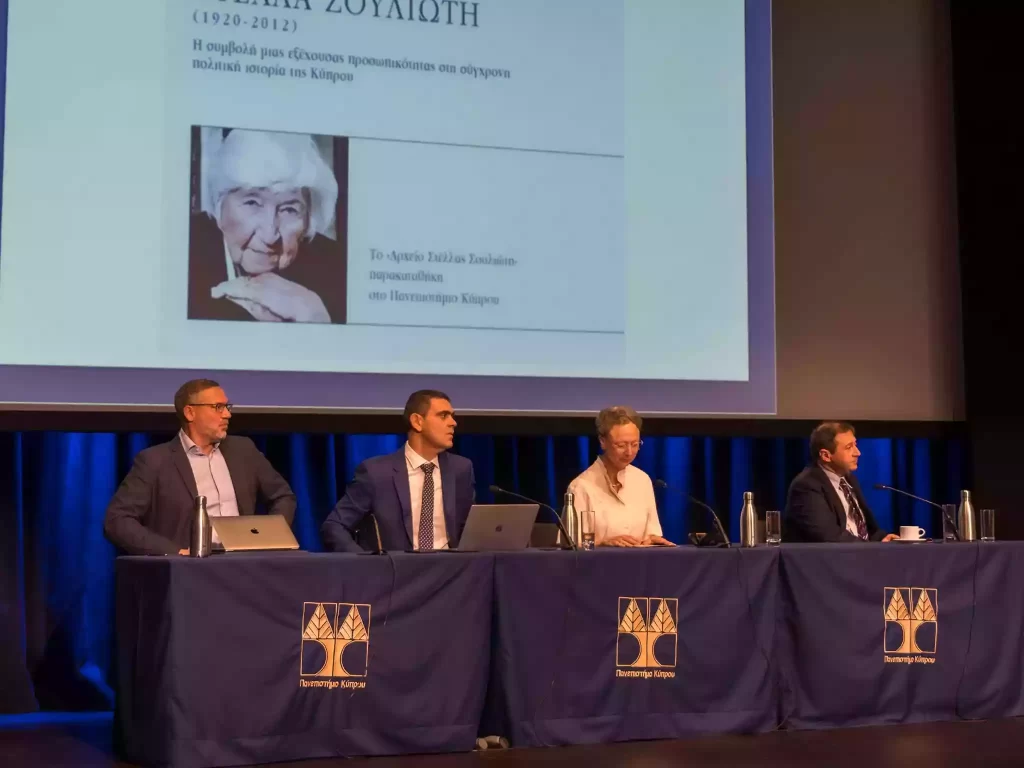 ΣΟΥΛΙΩΤΗ
(1920-2012)
Η συμβολή μιας εξέχουσας προσωπικότητας στη σύγχρονη
πολιτική ιστορία της Κύπρου
Το «Αρχείο Στέλλας Σουλιώτη»
παρακαταθήκη
στο Πανεπιστήμιο Κύπρου
Πανεπιστήμιο Κύπρου
Πανεπιστήμιο Κύπρου
Πανεπιστήμιο Κύπρου